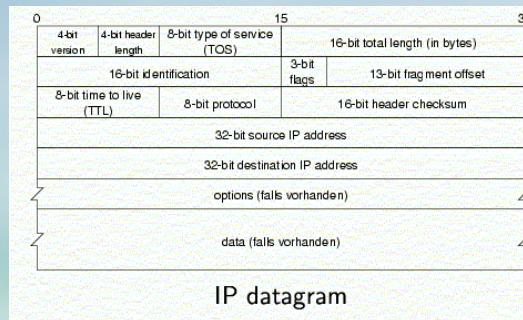 0 15 3
4-bit version
4-bit header length
8-bit type of service (TOS)
16-bit total length (in bytes)
16-bit identification
3-bit flags
13-bit fragment offset
8-bit time to live (TTL)
8-bit protocol
16-bit header checksum
32-bit source IP address
32-bit destination IP address
options (falls vorhanden)
data (falls vorhanden)
IP datagram